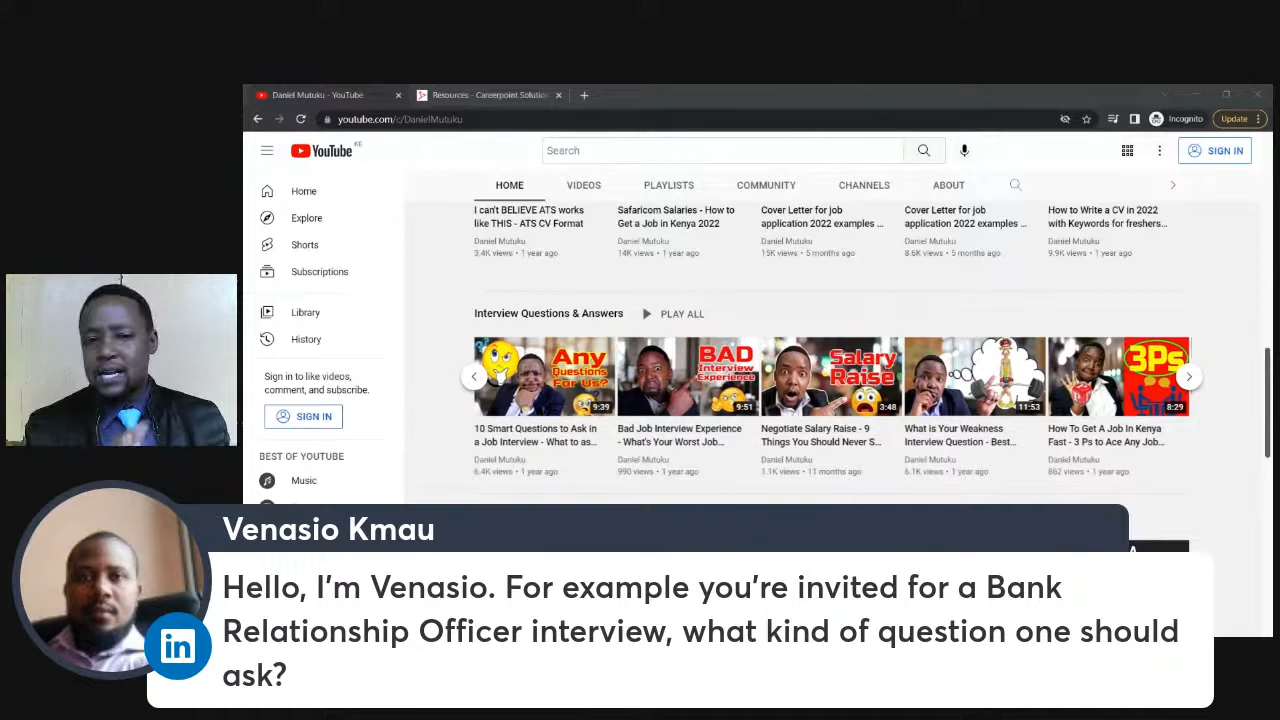 Daniel Mutuku - YouTube
Resources - Careerpoint Solution
youtube.com/c/DanielMutuku
Incognito
Update
YouTube KE
Search
SIGN IN
HOME
VIDEOS
PLAYLISTS
COMMUNITY
CHANNELS
ABOUT
Home
Explore
Shorts
Subscriptions
Library
History
Sign in to like videos,
comment, and subscribe.
SIGN IN
BEST OF YOUTUBE
Music
I can't BELIEVE ATS works
like THIS - ATS CV Format
Daniel Mutuku
3.4K views • 1 year ago
Safaricom Salaries - How to
Get a Job in Kenya 2022
Daniel Mutuku
14K views • 1 year ago
Cover Letter for job
application 2022 examples ...
Daniel Mutuku
15K views • 5 months ago
Cover Letter for job
application 2022 examples ...
Daniel Mutuku
8.6K views • 5 months ago
How to Write a CV in 2022
with Keywords for freshers...
Daniel Mutuku
9.9K views • 1 year ago
Interview Questions & Answers
PLAY ALL
Any
Questions
For Us?
9:39
10 Smart Questions to Ask in
a Job Interview - What to as...
Daniel Mutuku
6.4K views • 1 year ago
BAD
Interview
Experience
9:51
Bad Job Interview Experience
- What's Your Worst Job...
Daniel Mutuku
990 views • 1 year ago
Salary
Raise
3:48
Negotiate Salary Raise - 9
Things You Should Never S...
Daniel Mutuku
1.1K views • 11 months ago
11:53
What is Your Weakness
Interview Question - Best...
Daniel Mutuku
6.1K views • 1 year ago
3Ps
8:29
How To Get A Job In Kenya
Fast - 3 Ps to Ace Any Job...
Daniel Mutuku
862 views • 1 year ago
Venasio Kmau
in
Hello, I'm Venasio. For example you're invited for a Bank
Relationship Officer interview, what kind of question one should
ask?